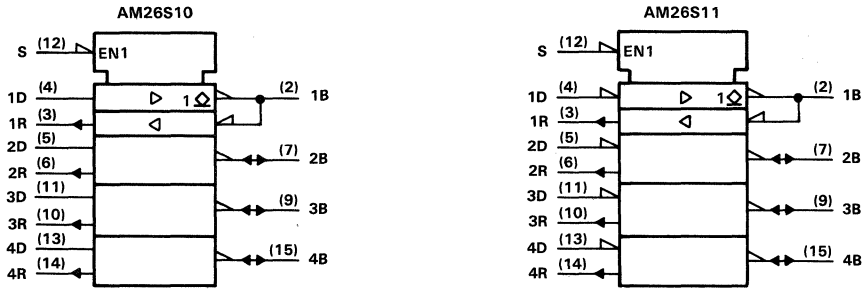 AM26S10
S (12) EN1
1D (4) 1 (2) 1B
1R (3)
2D (5)
2R (6) (7) 2B
3D (11)
3R (10) (9) 3B
4D (13)
4R (14) (15) 4B
AM26S11
S (12) EN1
1D (4) 1 (2) 1B
1R (3)
2D (5)
2R (6) (7) 2B
3D (11)
3R (10) (9) 3B
4D (13)
4R (14) (15) 4B